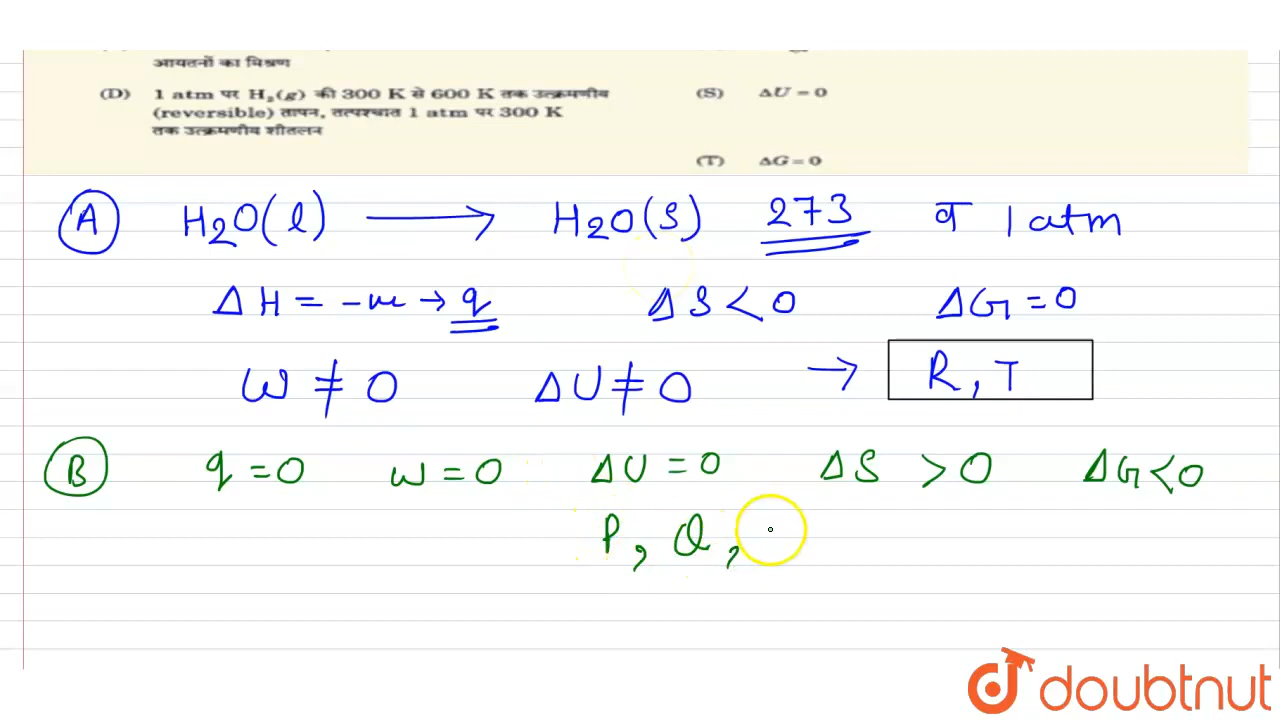 आयतनों का मिश्रण
(D) 1 atm पर H₂(g) की 300 K से 600 K तक उत्क्रमणीय (S) ΔU = 0
(reversible) तापन, तत्पश्चात 1 atm पर 300 K
तक उत्क्रमणीय शीतलन
(T) ΔG = 0
A H2O(l) ⟶ H2O(S) 273 व 1 atm
ΔH = -ve → q ΔS < 0 ΔG = 0
W ≠ 0 ΔU ≠ 0 → R, T
B q = 0 w = 0 ΔU = 0 ΔS > 0 ΔG < 0
P, Q,
doubtnut